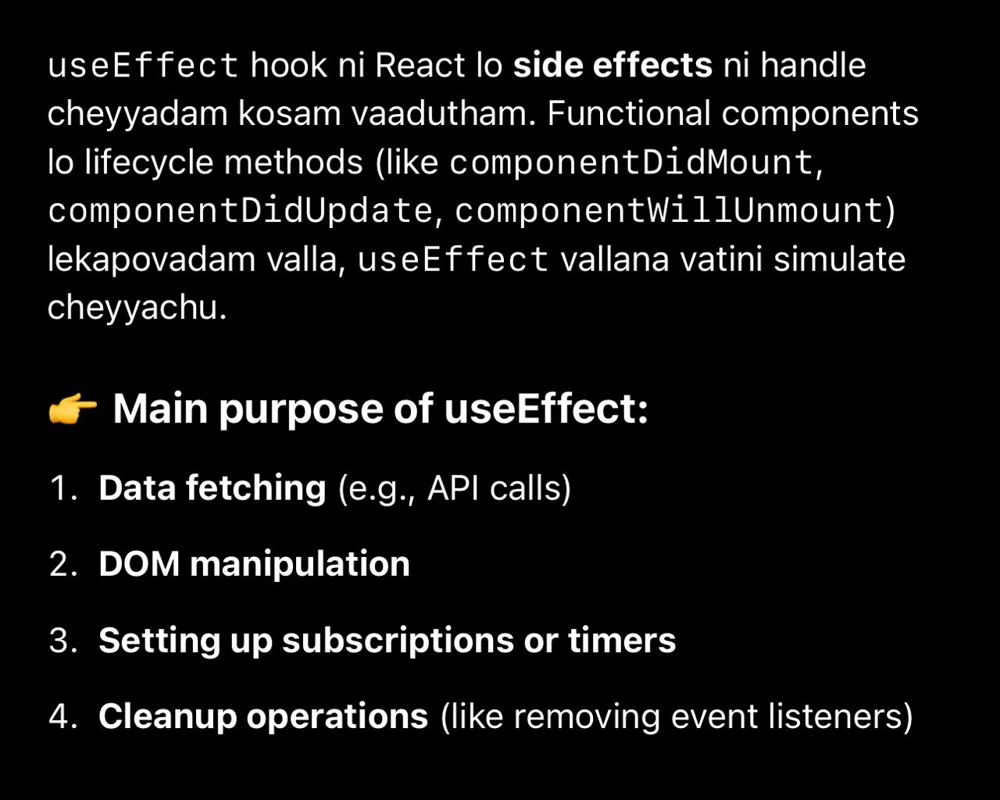 useEffect hook ni React lo side effects ni handle
cheyyadam kosam vaadutham. Functional components
lo lifecycle methods (like componentDidMount,
componentDidUpdate, componentWillUnmount)
lekapovadam valla, useEffect vallana vatini simulate
cheyyachu.
👉 Main purpose of useEffect:
1. Data fetching (e.g., API calls)
2. DOM manipulation
3. Setting up subscriptions or timers
4. Cleanup operations (like removing event listeners)